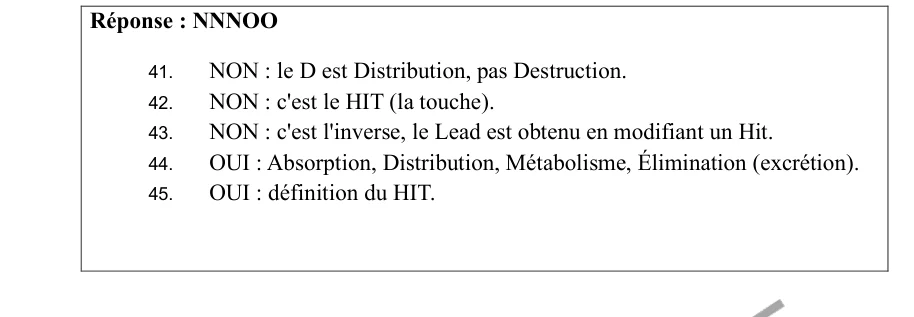 Réponse : NNNOO
41. NON : le D est Distribution, pas Destruction.
42. NON : c'est le HIT (la touche).
43. NON : c'est l'inverse, le Lead est obtenu en modifiant un Hit.
44. OUI : Absorption, Distribution, Métabolisme, Élimination (excrétion).
45. OUI : définition du HIT.